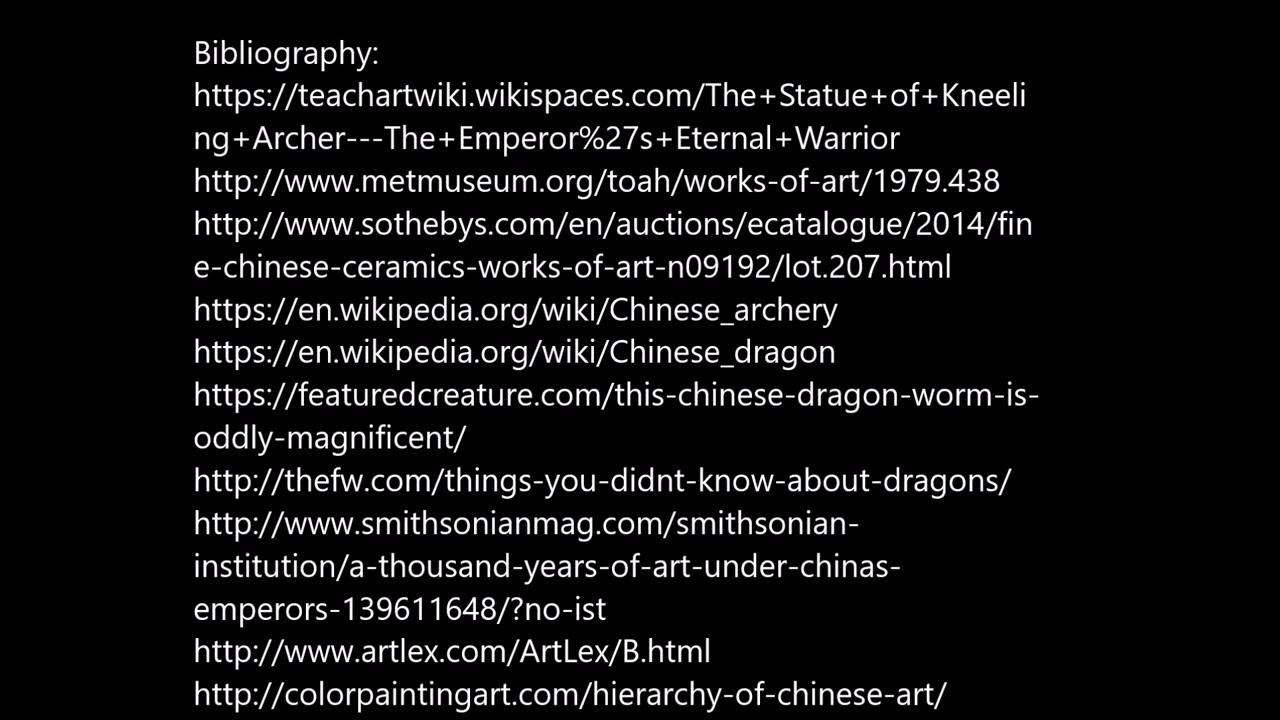 Bibliography:
https://teachartwiki.wikispaces.com/The+Statue+of+Kneeli
ng+Archer---The+Emperor%27s+Eternal+Warrior
http://www.metmuseum.org/toah/works-of-art/1979.438
http://www.sothebys.com/en/auctions/ecatalogue/2014/fin
e-chinese-ceramics-works-of-art-n09192/lot.207.html
https://en.wikipedia.org/wiki/Chinese_archery
https://en.wikipedia.org/wiki/Chinese_dragon
https://featuredcreature.com/this-chinese-dragon-worm-is-
oddly-magnificent/
http://thefw.com/things-you-didnt-know-about-dragons/
http://www.smithsonianmag.com/smithsonian-
institution/a-thousand-years-of-art-under-chinas-
emperors-139611648/?no-ist
http://www.artlex.com/ArtLex/B.html
http://colorpaintingart.com/hierarchy-of-chinese-art/